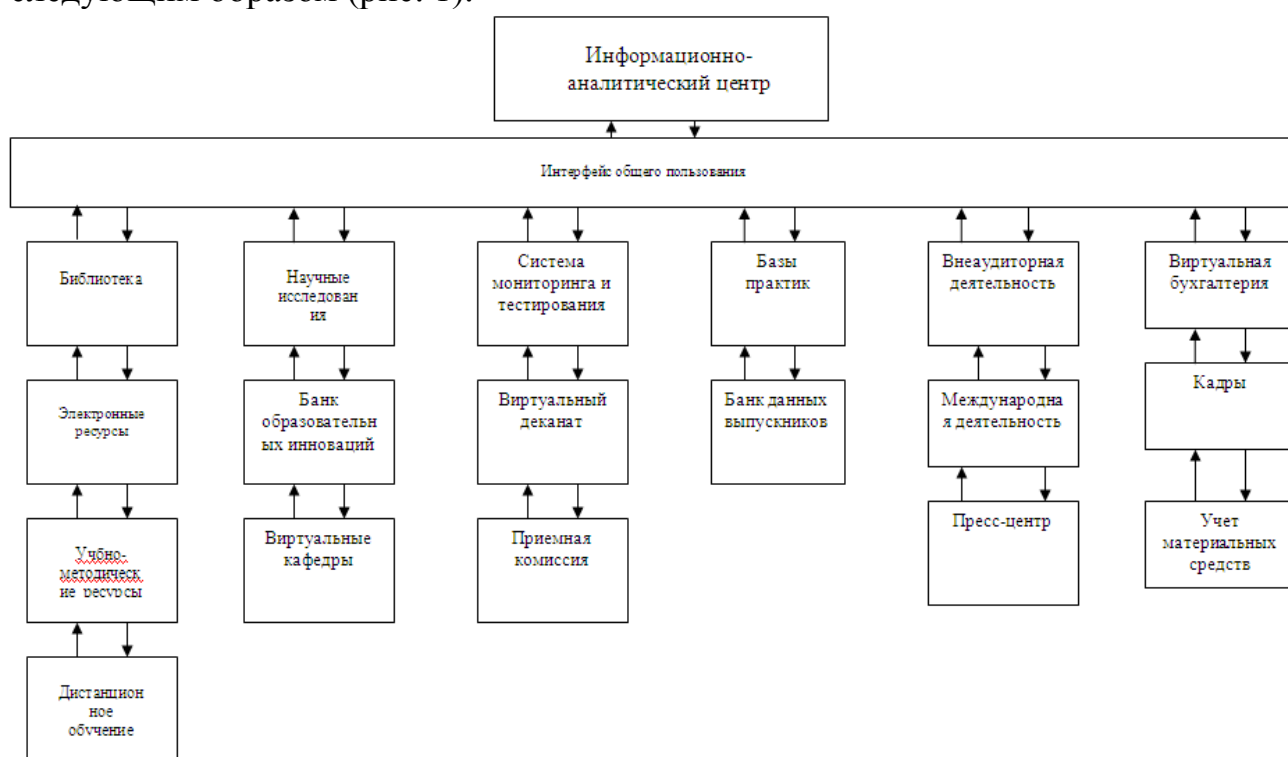 следующим образом (рис. 1).
Информационно-
аналитический центр
Интерфейс общего пользования
Библиотека
Научные
исследован
ия
Система
мониторинга и
тестирования
Базы
практик
Внеаудиторная
деятельность
Виртуальная
бухгалтерия
Электронные
ресурсы
Банк
образовательн
ых инноваций
Виртуальный
деканат
Банк данных
выпускников
Международна
я деятельность
Кадры
Учбно-
методическ
ие ресурсы
Виртуальные
кафедры
Приемная
комиссия
Пресс-центр
Учет
материальных
средств
Дистанцион
ное
обучение